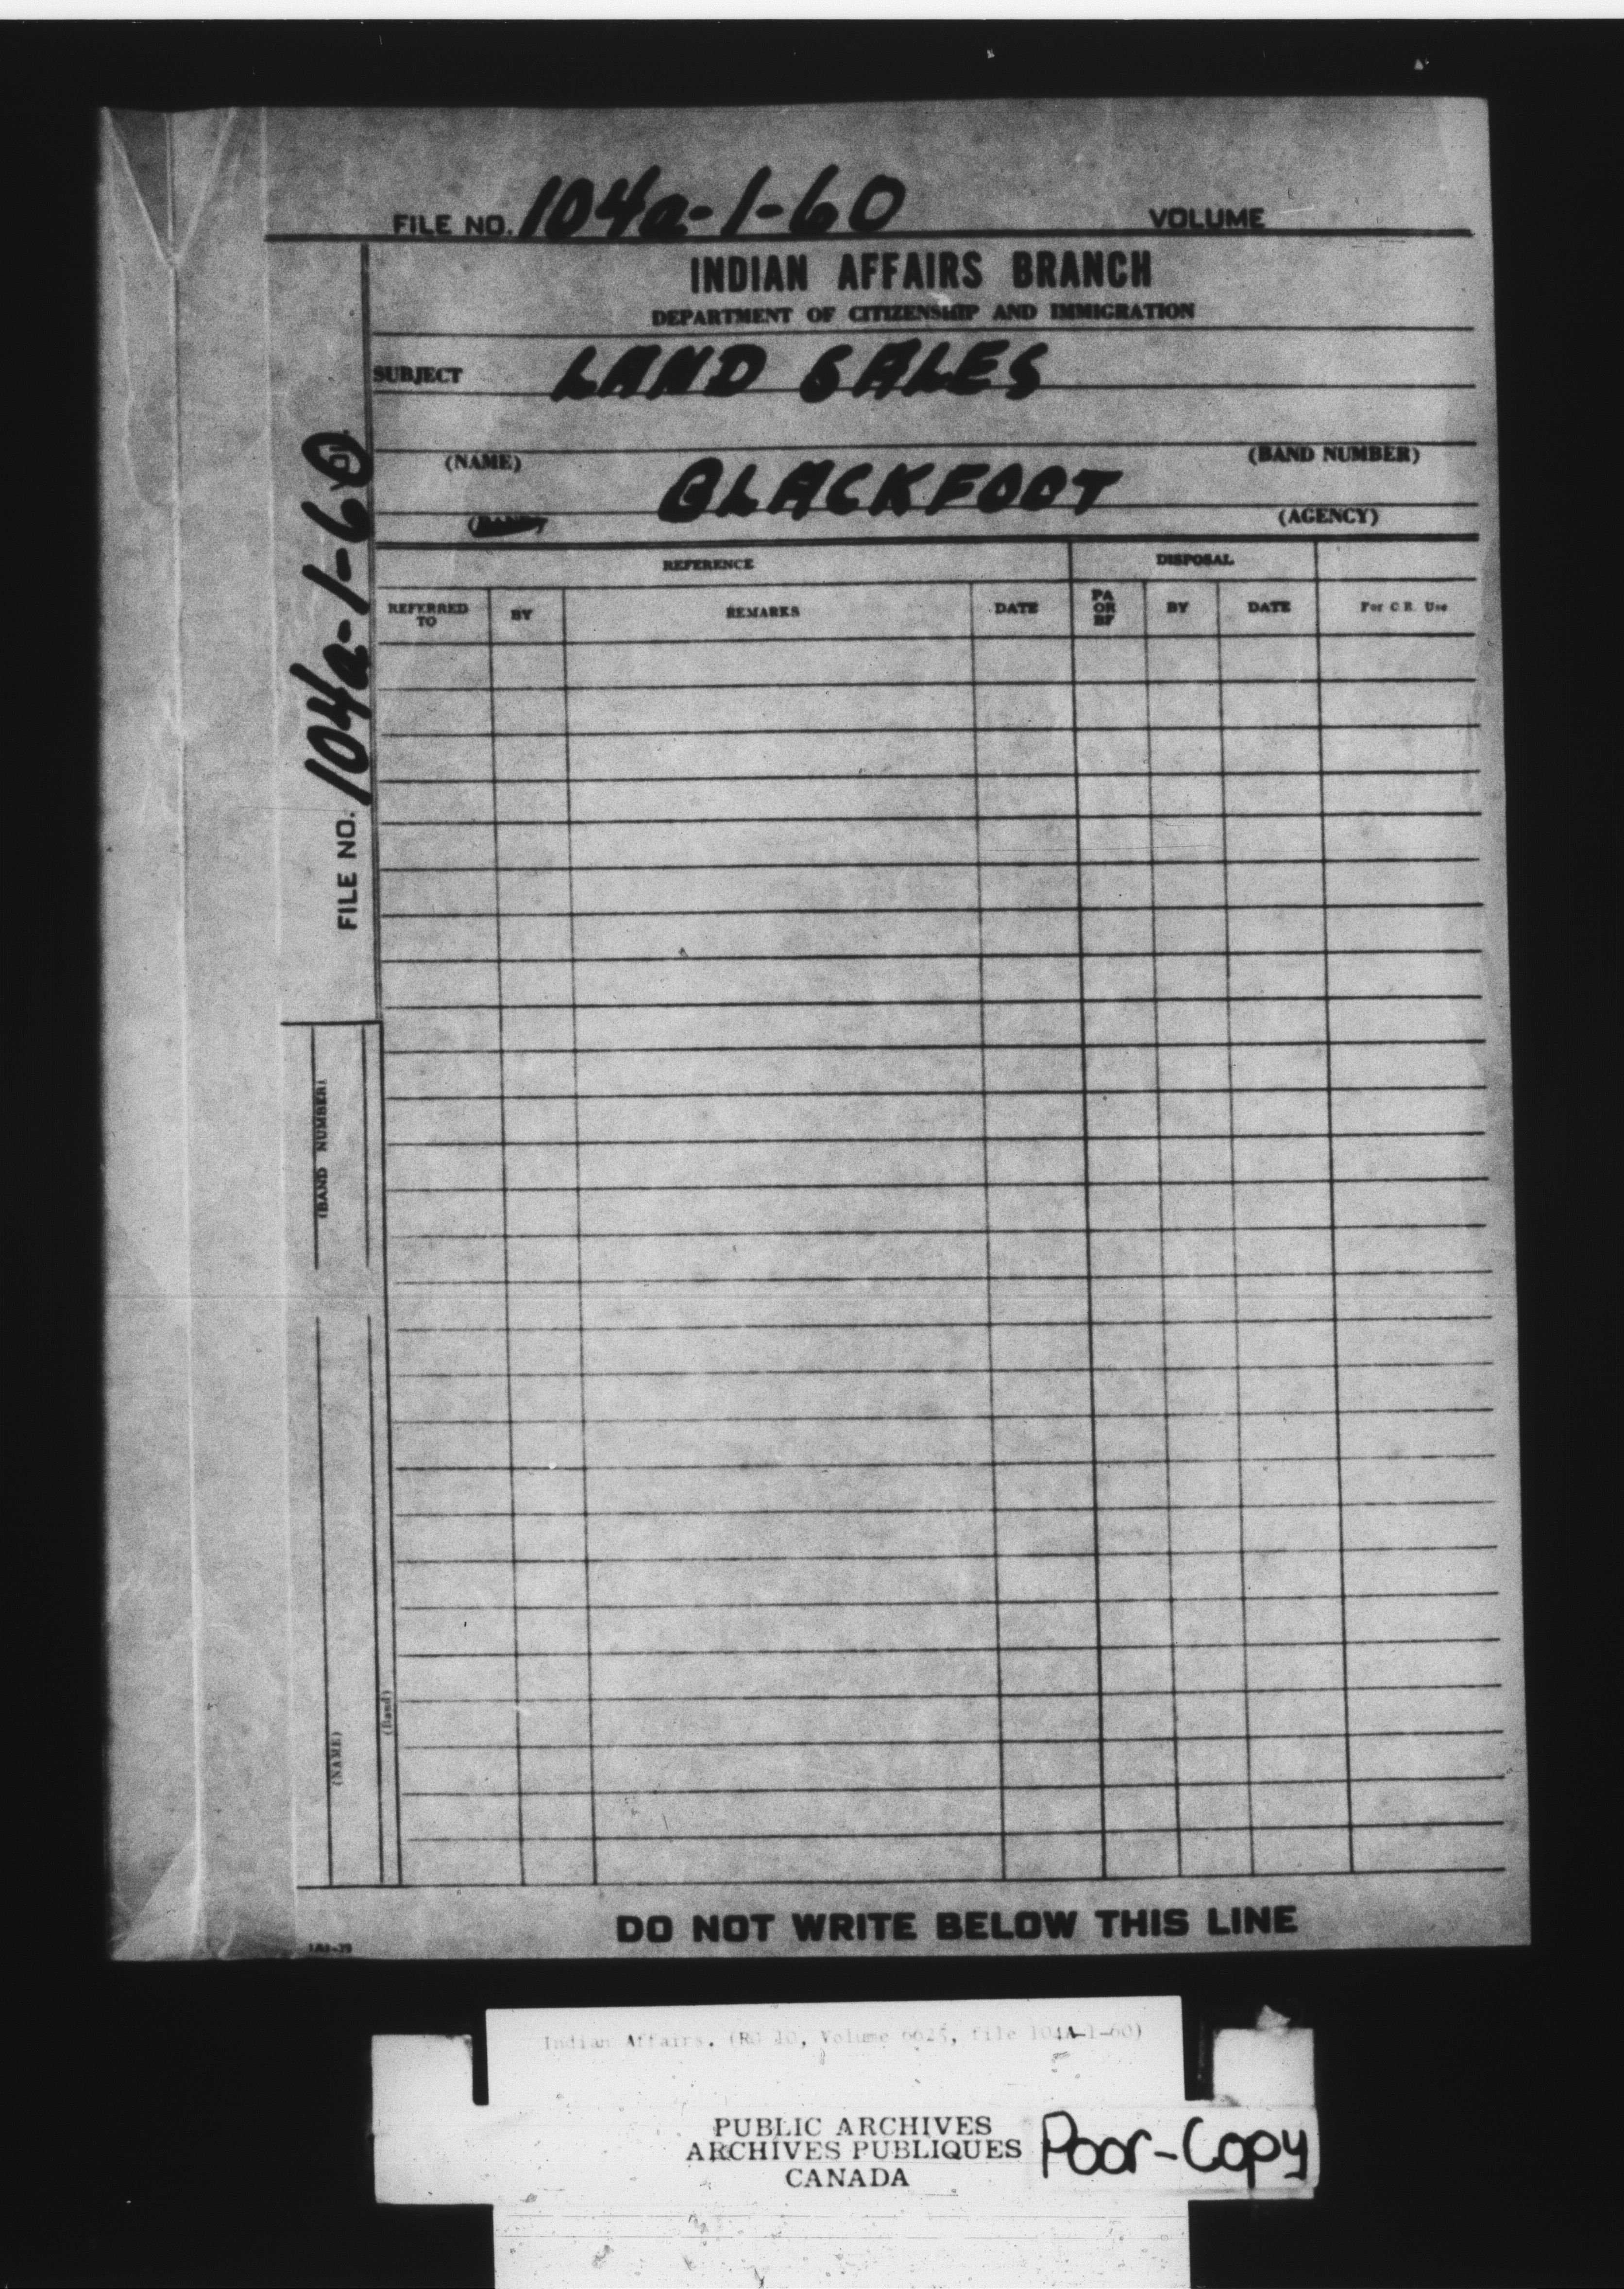 FILE NO. 104a-1-60 VOLUME
INDIAN AFFAIRS BRANCH
DEPARTMENT OF CITIZENSHIP AND IMMIGRATION
SUBJECT LAND SALES
(NAME) (BAND NUMBER)
BLACKFOOT
(BAND) (AGENCY)
REFERENCE DISPOSAL
REFERRED TO BY REMARKS DATE PA OR BF BY DATE For C.R. Use
FILE NO. 104a-1-60 VOL.
(BAND NUMBER)
(NAME)
(Band)
DO NOT WRITE BELOW THIS LINE
Indian Affairs. (RG 10, Volume 6625, file 104A-1-60)
PUBLIC ARCHIVES
ARCHIVES PUBLIQUES
CANADA
Poor-Copy